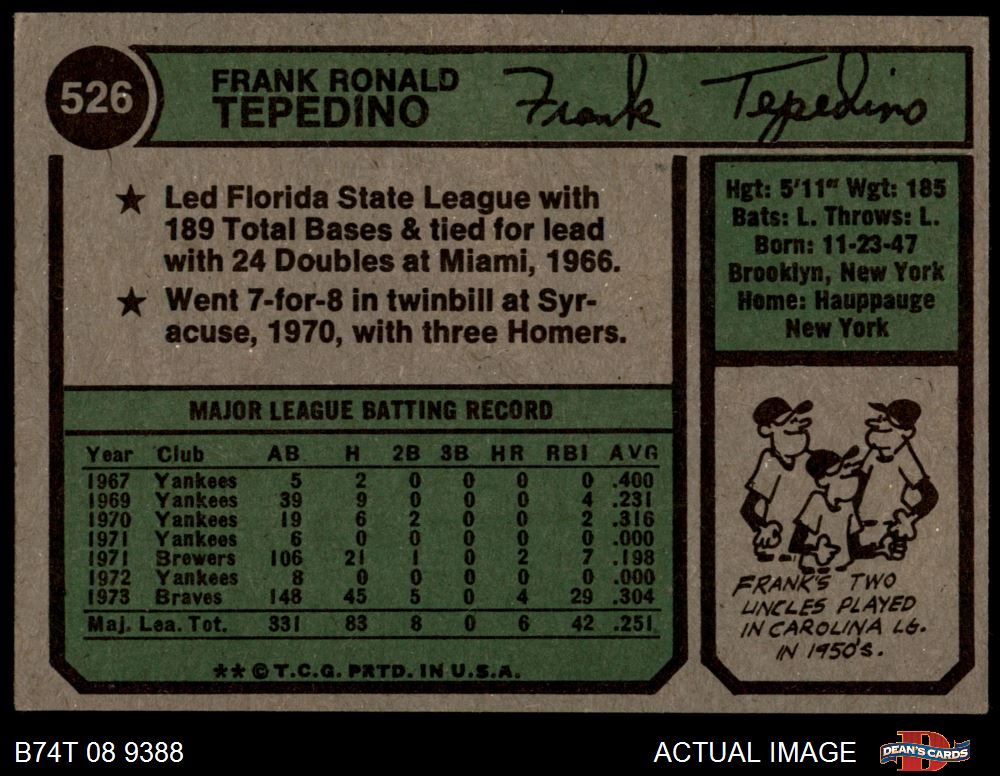 526
FRANK RONALD
TEPEDINO
Frank Tepedino
★ Led Florida State League with
189 Total Bases & tied for lead
with 24 Doubles at Miami, 1966.
★ Went 7-for-8 in twinbill at Syr-
acuse, 1970, with three Homers.
Hgt: 5'11" Wgt: 185
Bats: L. Throws: L.
Born: 11-23-47
Brooklyn, New York
Home: Hauppauge
New York
MAJOR LEAGUE BATTING RECORD
Year Club AB H 2B 3B HR RBI AVG
1967 Yankees 5 2 0 0 0 0 .400
1969 Yankees 39 9 0 0 0 4 .231
1970 Yankees 19 6 2 0 0 2 .316
1971 Yankees 6 0 0 0 0 0 .000
1971 Brewers 106 21 1 0 2 7 .198
1972 Yankees 8 0 0 0 0 0 .000
1973 Braves 148 45 5 0 4 29 .304
Maj. Lea. Tot. 331 83 8 0 6 42 .251
** © T.C.G. PRTD. IN U.S.A.
FRANK'S TWO
UNCLES PLAYED
IN CAROLINA LG.
IN 1950'S.
B74T 08 9388
ACTUAL IMAGE
D
DEAN'S CARDS